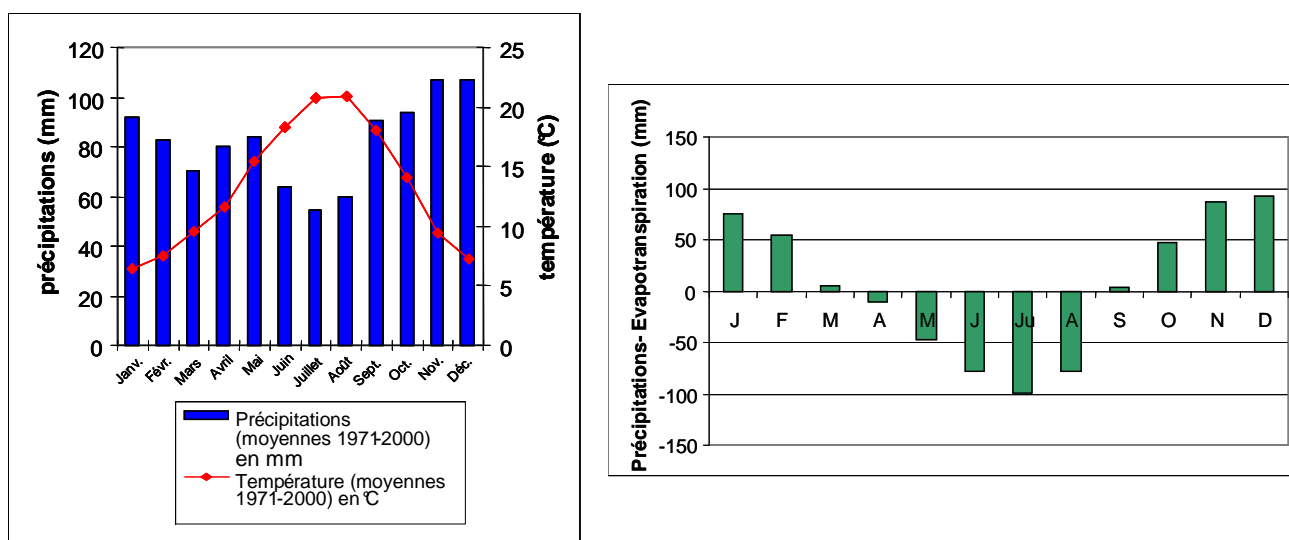 précipitations (mm)
120
100
80
60
40
20
0
25
20
15
10
5
0
température (°C)
Janv.
Févr.
Mars
Avril
Mai
Juin
Juillet
Août
Sept.
Oct.
Nov.
Déc.
Précipitations
(moyennes 1971-2000)
en mm
Température (moyennes
1971-2000) en °C
Précipitations- Evapotranspiration (mm)
150
100
50
0
-50
-100
-150
J F M A M J Ju A S O N D